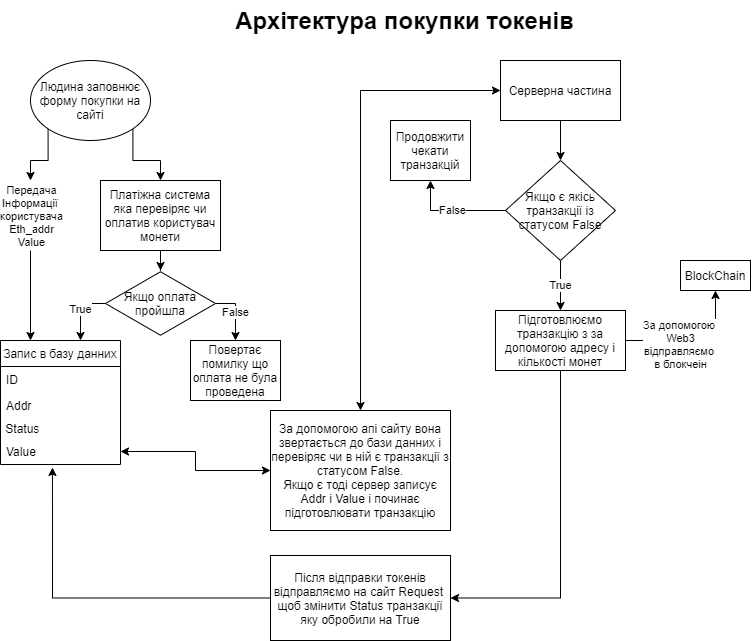 Архітектура покупки токенів
Людина заповнює
форму покупки на
сайті
Передача
Інформації
користувача
Eth_addr
Value
Платіжна система
яка перевіряє чи
оплатив користувач
монети
Якщо оплата
пройшла
True
False
Повертає
помилку що
оплата не була
проведена
Запис в базу данних
ID
Addr
Status
Value
Серверна частина
Продовжити
чекати
транзакцій
False
Якщо є якісь
транзакції із
статусом False
True
Підготовлюємо
транзакцію з за
допомогою адресу і
кількості монет
За допомогою
Web3
відправляємо
в блокчеін
BlockChain
За допомогою апі сайту вона
звертається до бази данних і
перевіряє чи в ній є транзакції з
статусом False.
Якщо є тоді сервер записує
Addr і Value і починає
підготовлювати транзакцію
Після відправки токенів
відправляємо на сайт Request
щоб змінити Status транзакції
яку обробили на True